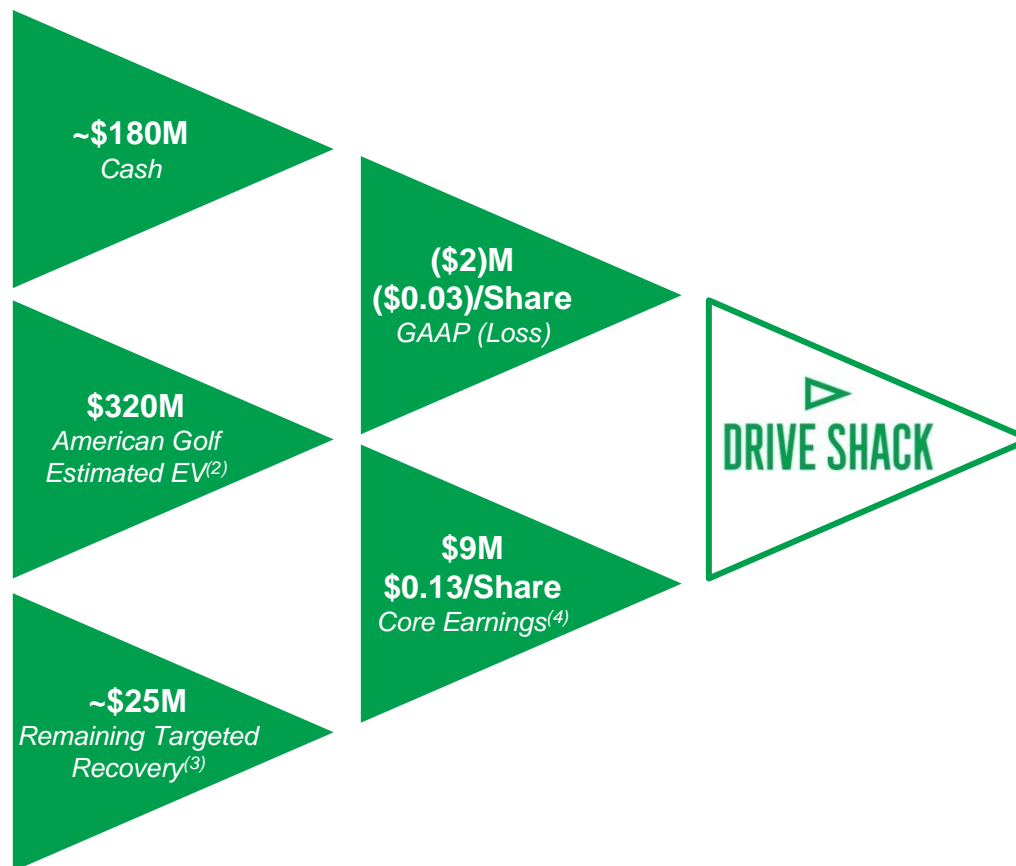 ~$180M
Cash
$320M
American Golf
Estimated EV(2)
~$25M
Remaining Targeted
Recovery(3)
($2)M
($0.03)/Share
GAAP (Loss)
$9M
$0.13/Share
Core Earnings(4)
DRIVE SHACK